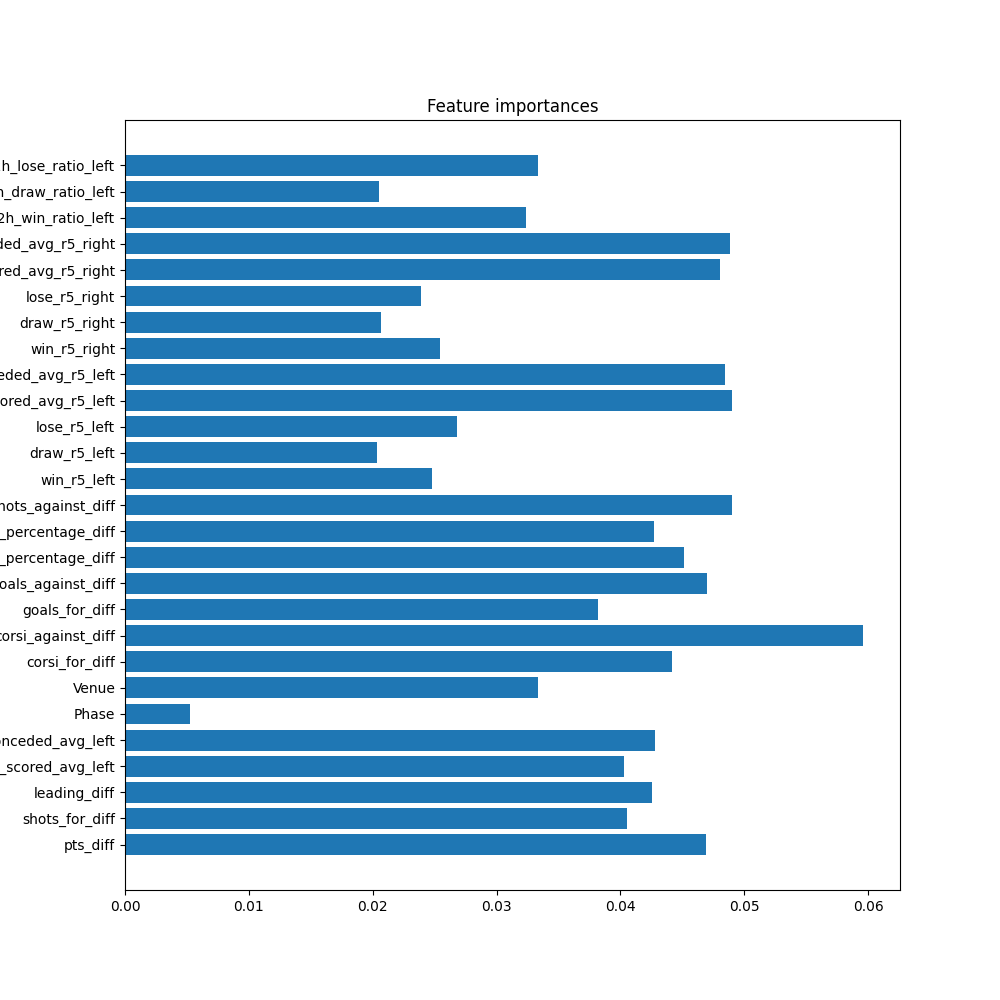 Feature importances
h_lose_ratio_left
h_draw_ratio_left
2h_win_ratio_left
ded_avg_r5_right
red_avg_r5_right
lose_r5_right
draw_r5_right
win_r5_right
eded_avg_r5_left
ored_avg_r5_left
lose_r5_left
draw_r5_left
win_r5_left
hots_against_diff
_percentage_diff
_percentage_diff
oals_against_diff
goals_for_diff
corsi_against_diff
corsi_for_diff
Venue
Phase
onceded_avg_left
_scored_avg_left
leading_diff
shots_for_diff
pts_diff
0.00 0.01 0.02 0.03 0.04 0.05 0.06